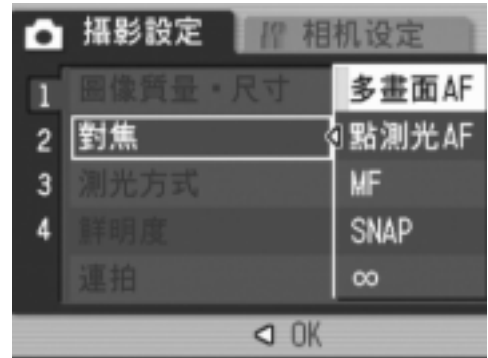 攝影設定 相机设定
1 圖像質量・尺寸 多畫面AF
2 對焦 點測光AF
3 測光方式 MF
4 鮮明度 SNAP
連拍 ∞
OK